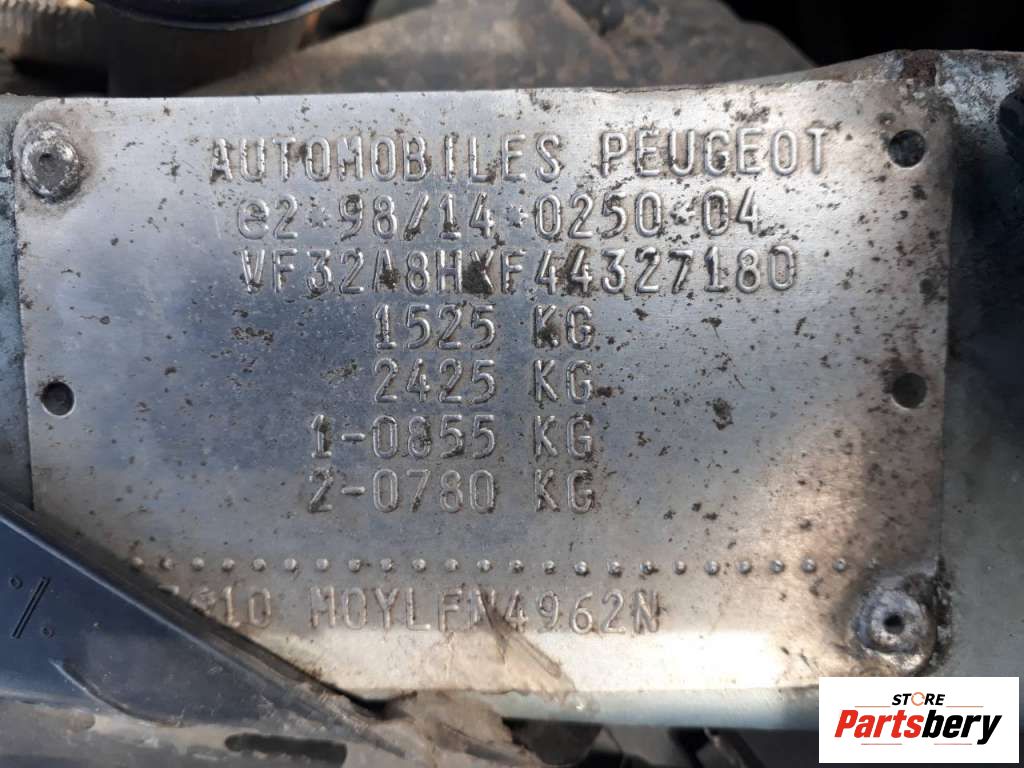 AUTOMOBILES PEUGEOT
e2*98/14*0250*04
VF32A8HXF44327180
1525 KG
2425 KG
1-0855 KG
2-0780 KG
MOYLFN4962N
%
STORE
Partsbery